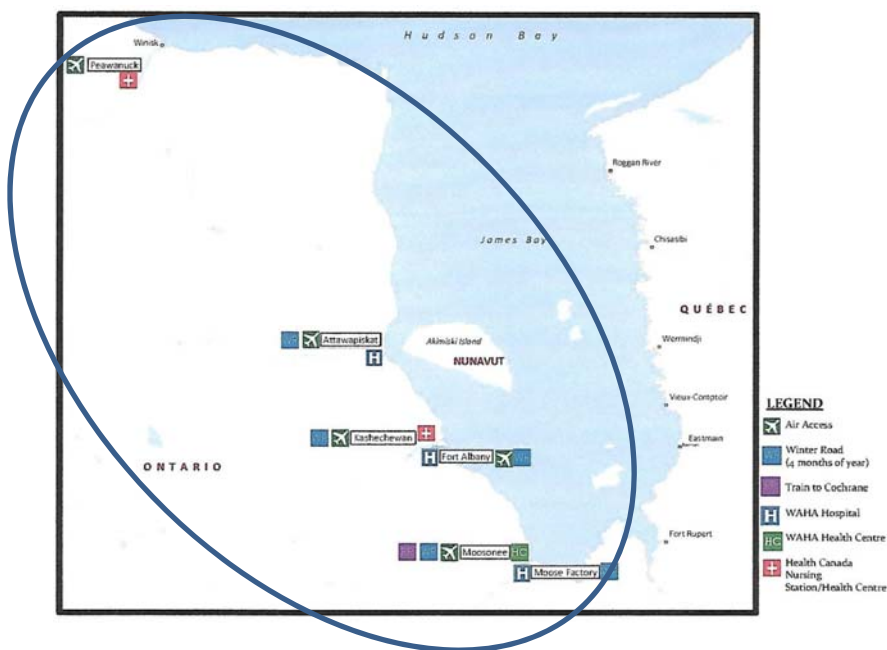 Hudson Bay
Winisk
Peawanuck
Roggan River
James Bay
Chisasibi
QUÉBEC
Attawapiskat
H
Akimiski Island
NUNAVUT
Wemindji
Vieux-Comptoir
Kashechewan
Eastmain
H Fort Albany
ONTARIO
Moosonee HC
Fort Rupert
H Moose Factory
LEGEND
Air Access
Winter Road
(4 months of year)
Train to Cochrane
H WAHA Hospital
HC WAHA Health Centre
Health Canada
Nursing
Station/Health Centre